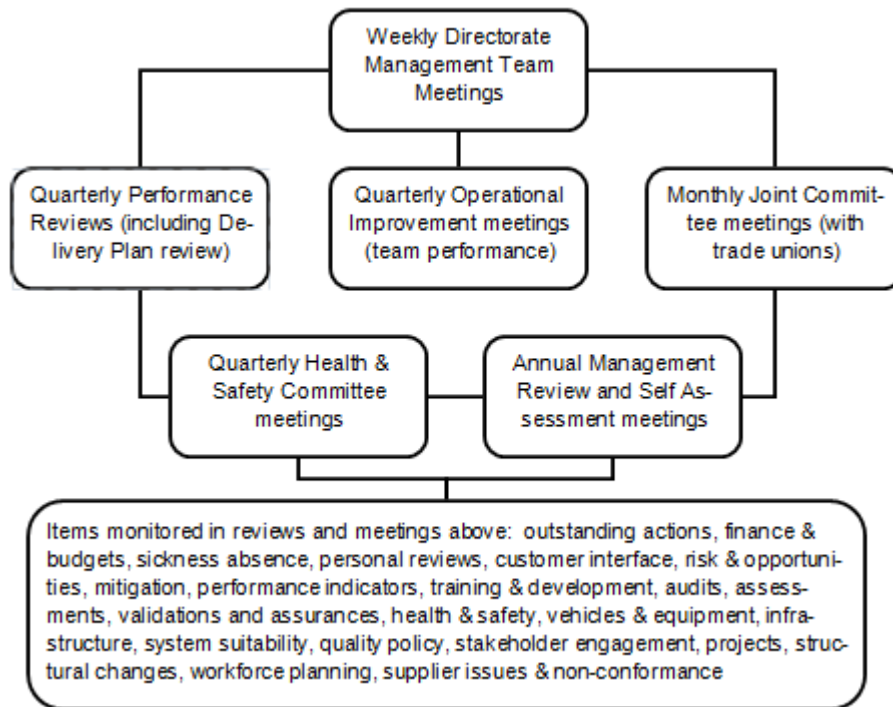 Weekly Directorate
Management Team
Meetings
Quarterly Performance
Reviews (including De-
livery Plan review)
Quarterly Operational
Improvement meetings
(team performance)
Monthly Joint Commit-
tee meetings (with
trade unions)
Quarterly Health &
Safety Committee
meetings
Annual Management
Review and Self As-
sessment meetings
Items monitored in reviews and meetings above:  outstanding actions, finance &
budgets, sickness absence, personal reviews, customer interface, risk & opportuni-
ties, mitigation, performance indicators, training & development, audits, assess-
ments, validations and assurances, health & safety, vehicles & equipment, infra-
structure, system suitability, quality policy, stakeholder engagement, projects, struc-
tural changes, workforce planning, supplier issues & non-conformance